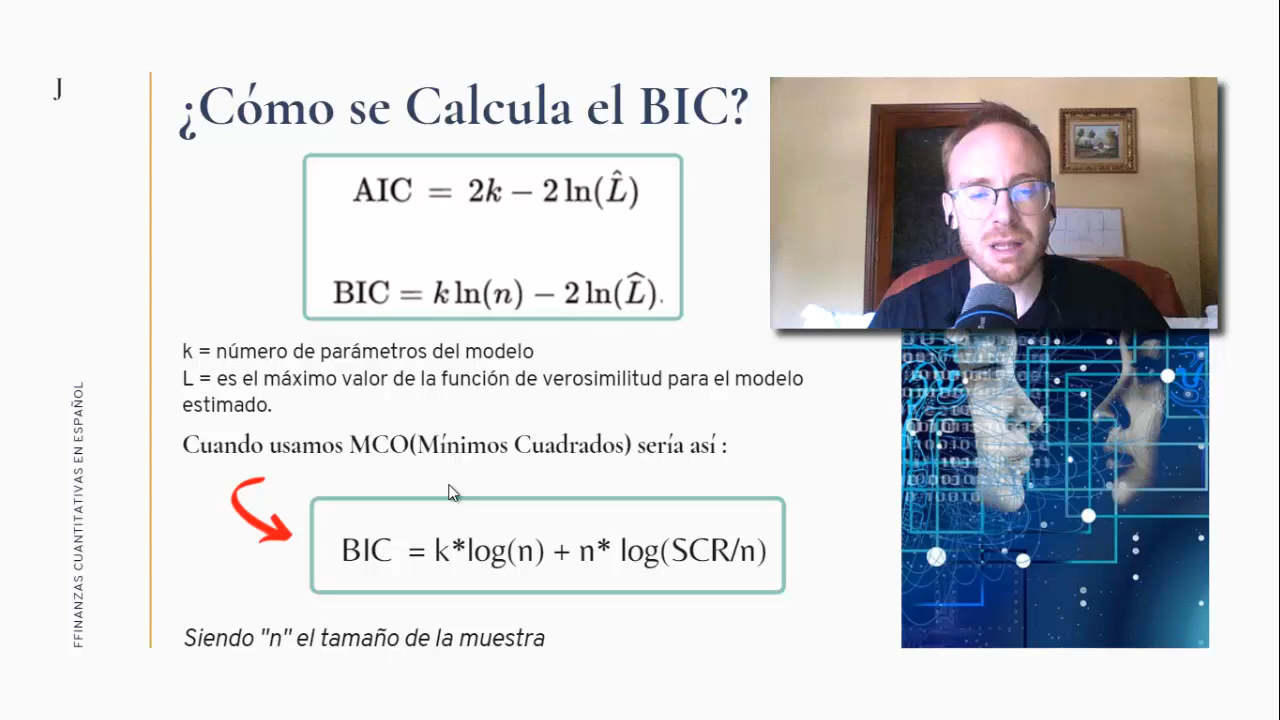 J
¿Cómo se Calcula el BIC?
AIC = 2k − 2 ln(L̂)
BIC = k ln(n) − 2 ln(L̂).
k = número de parámetros del modelo
L = es el máximo valor de la función de verosimilitud para el modelo
estimado.
Cuando usamos MCO(Mínimos Cuadrados) sería así :
BIC = k*log(n) + n* log(SCR/n)
Siendo "n" el tamaño de la muestra
FFINANZAS CUANTITATIVAS EN ESPAÑOL